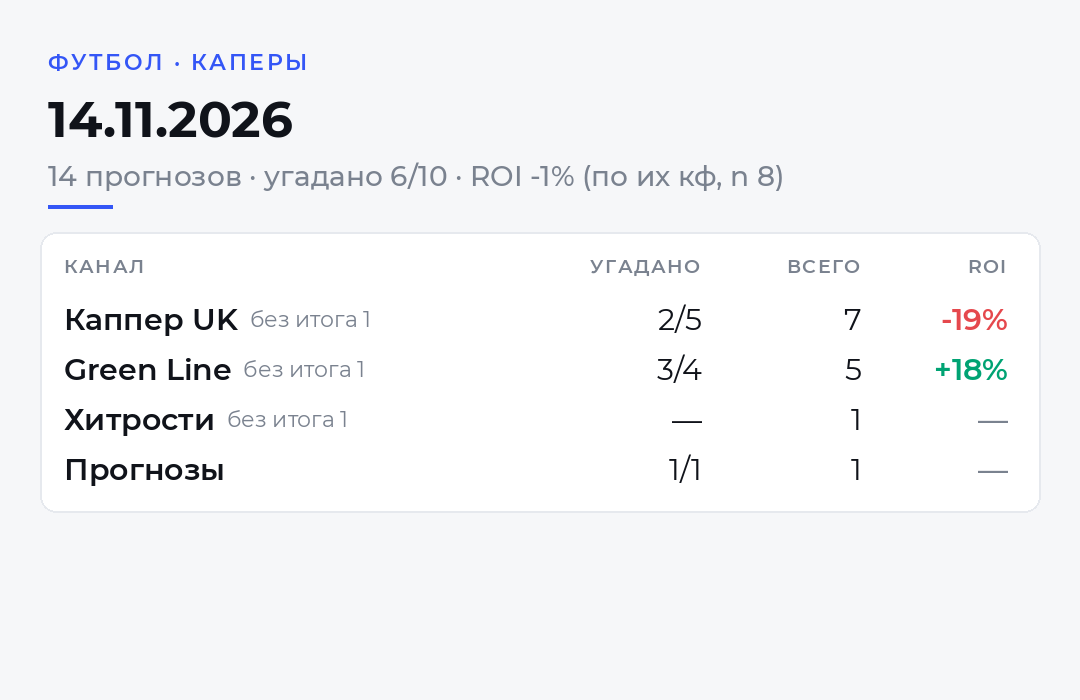 ФУТБОЛ · КАПЕРЫ
14.11.2026
14 прогнозов · угадано 6/10 · ROI -1% (по их кф, n 8)
КАНАЛ УГАДАНО ВСЕГО ROI
Каппер UK без итога 1 2/5 7 -19%
Green Line без итога 1 3/4 5 +18%
Хитрости без итога 1 — 1 —
Прогнозы 1/1 1 —